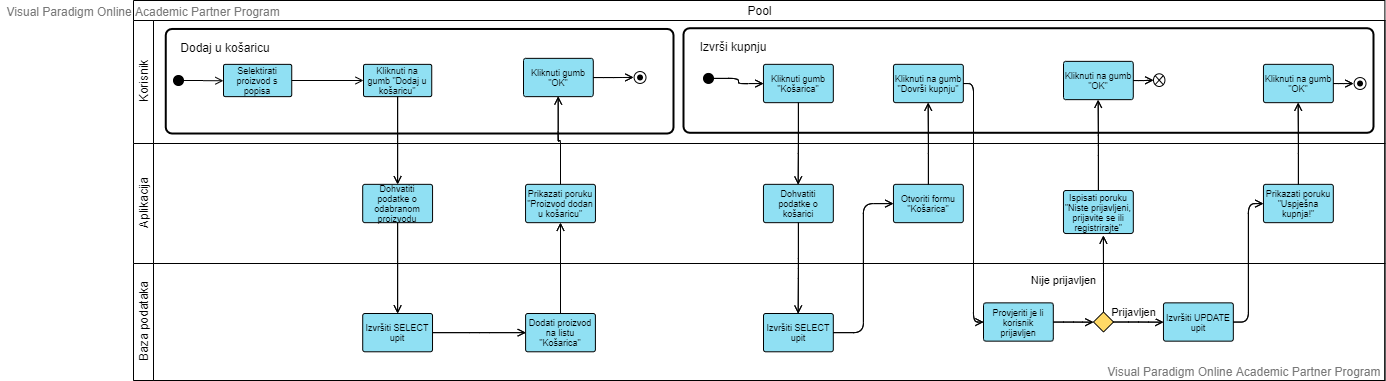 Visual Paradigm Online Academic Partner Program
Pool
Korisnik
Dodaj u košaricu
Selektirati
proizvod s
popisa
Kliknuti na
gumb "Dodaj u
košaricu"
Kliknuti gumb
"OK"
Izvrši kupnju
Kliknuti gumb
"Košarica"
Kliknuti na gumb
"Dovrši kupnju"
Kliknuti na gumb
"OK"
Kliknuti na gumb
"OK"
Aplikacija
Dohvatiti
podatke o
odabranom
proizvodu
Prikazati poruku
"Proizvod dodan
u košaricu"
Dohvatiti
podatke o
košarici
Otvoriti formu
"Košarica"
Ispisati poruku
"Niste prijavljeni,
prijavite se ili
registrirajte"
Prikazati poruku
"Uspješna
kupnja!"
Baza podataka
Izvršiti SELECT
upit
Dodati proizvod
na listu
"Košarica"
Izvršiti SELECT
upit
Provjeriti je li
korisnik
prijavljen
Nije prijavljen
Prijavljen
Izvršiti UPDATE
upit
Visual Paradigm Online Academic Partner Program